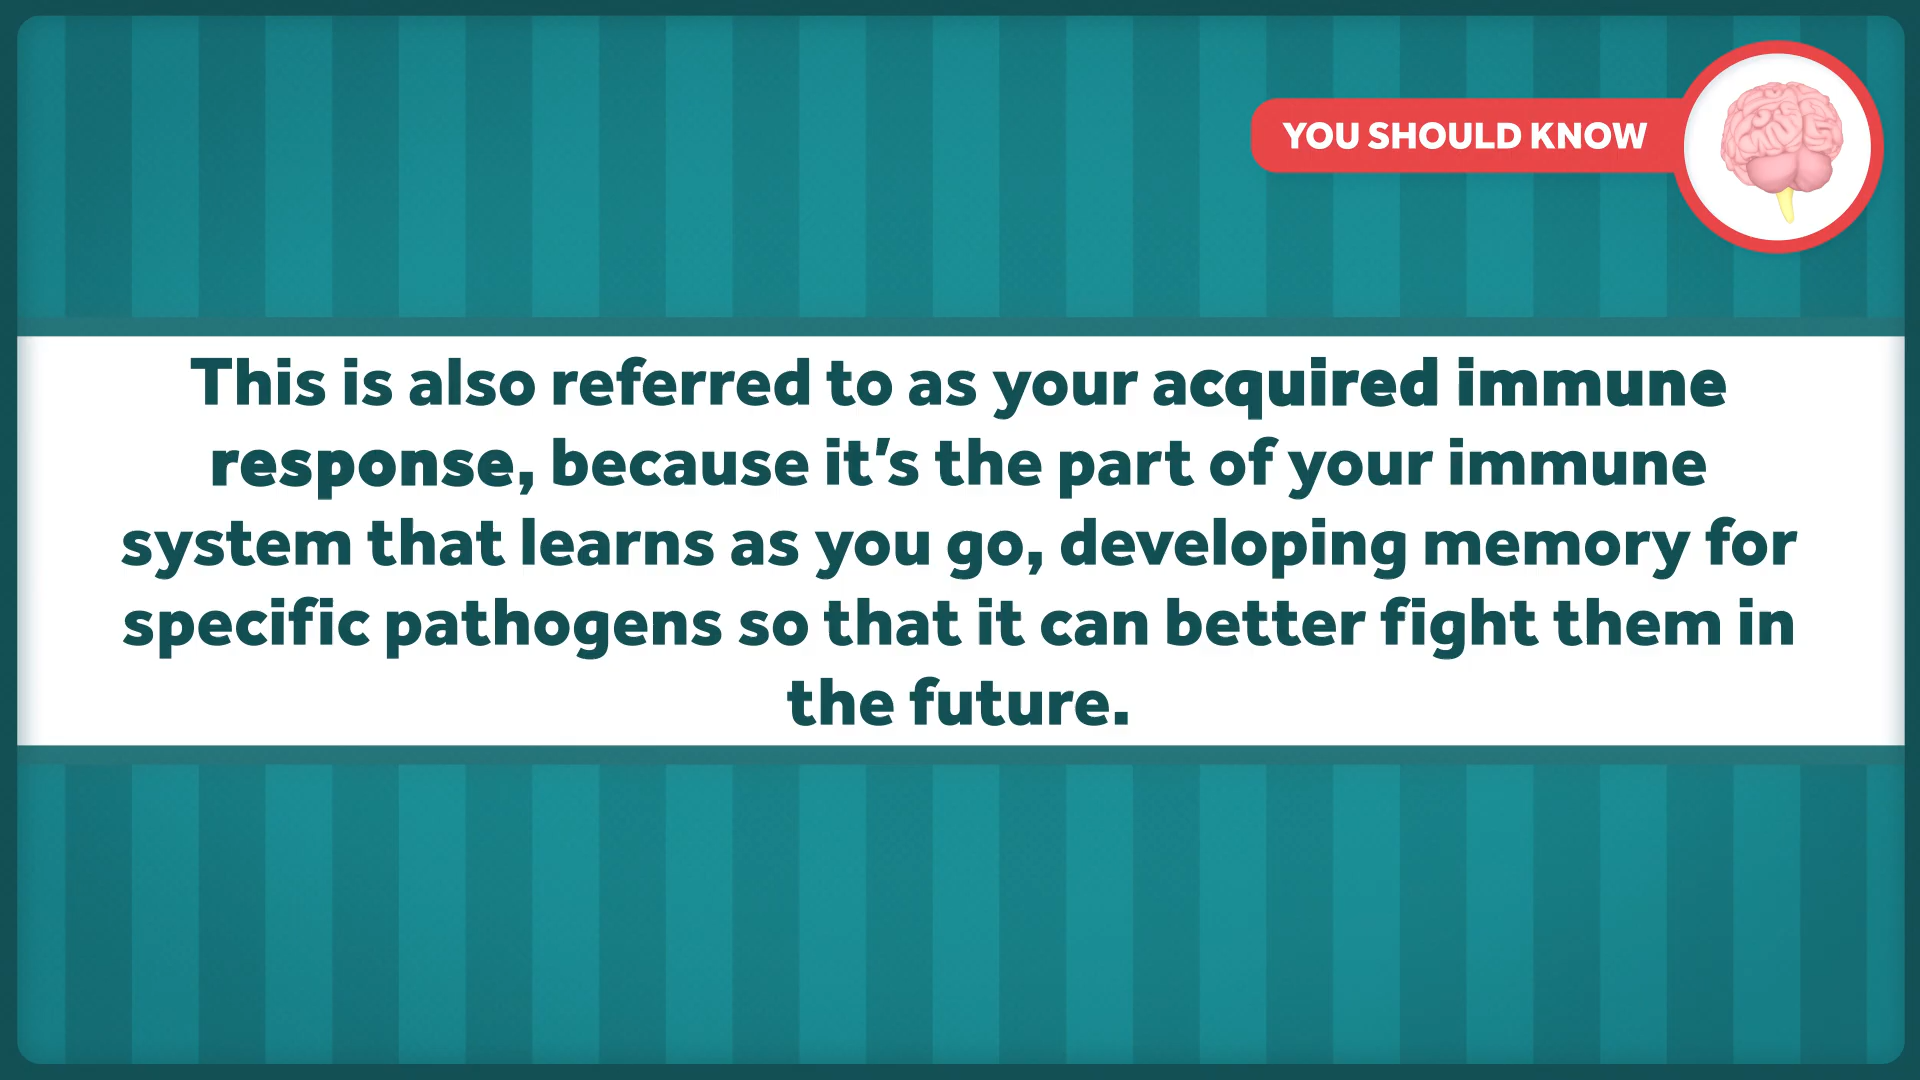 YOU SHOULD KNOW
This is also referred to as your acquired immune
response, because it’s the part of your immune
system that learns as you go, developing memory for
specific pathogens so that it can better fight them in
the future.